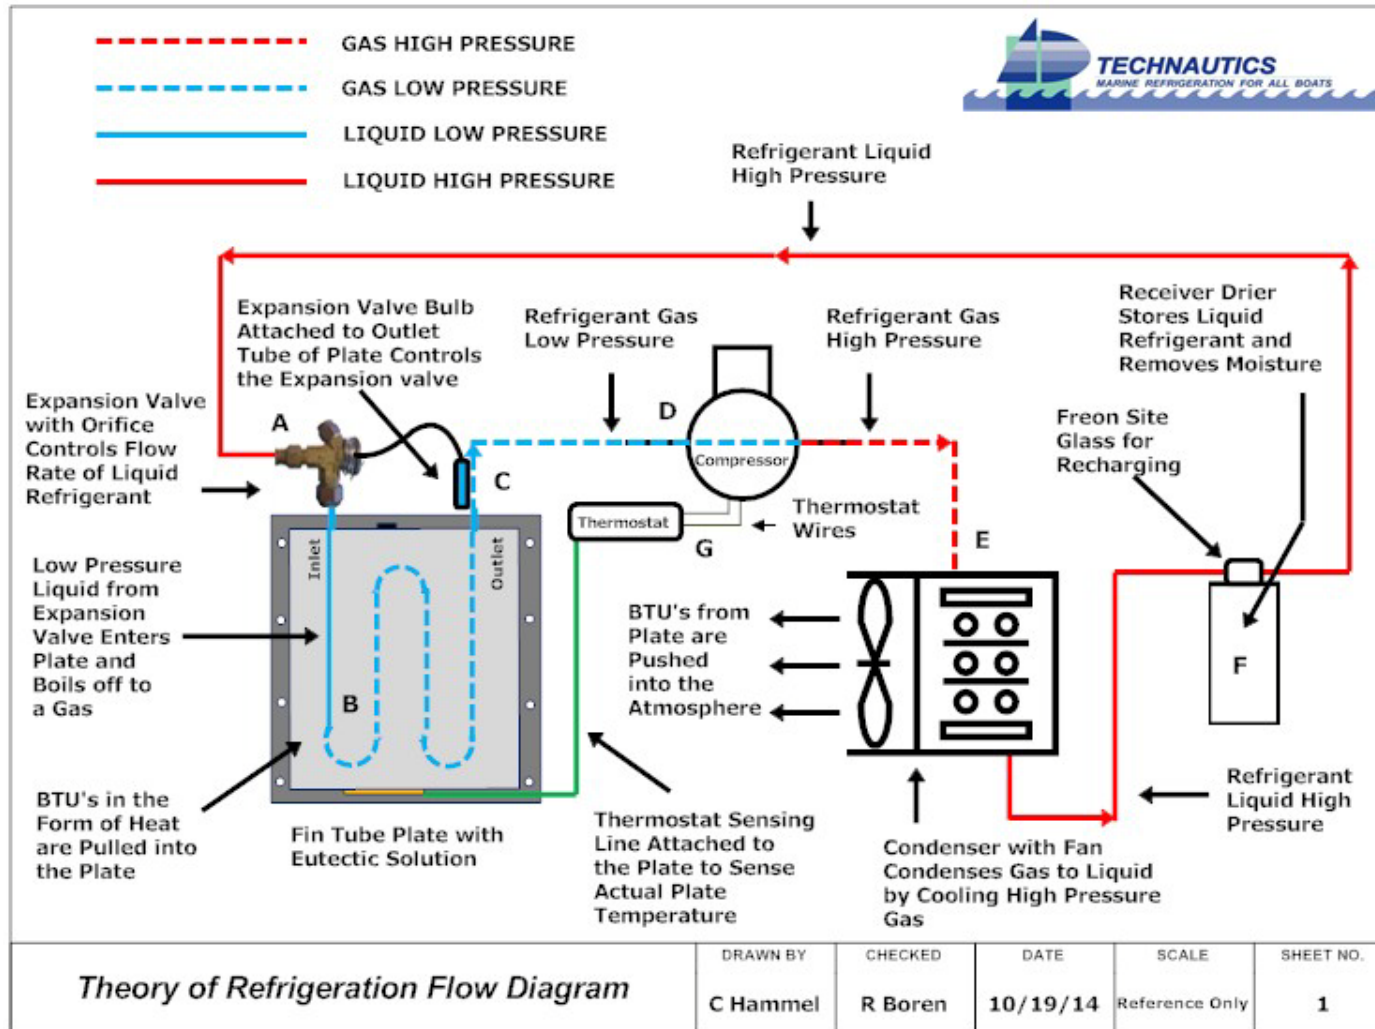 GAS HIGH PRESSURE
GAS LOW PRESSURE
LIQUID LOW PRESSURE
LIQUID HIGH PRESSURE
TECHNAUTICS
MARINE REFRIGERATION FOR ALL BOATS
Refrigerant Liquid
High Pressure
Expansion Valve Bulb
Attached to Outlet
Tube of Plate Controls
the Expansion valve
Refrigerant Gas
Low Pressure
Refrigerant Gas
High Pressure
Receiver Drier
Stores Liquid
Refrigerant and
Removes Moisture
Expansion Valve
with Orifice
Controls Flow
Rate of Liquid
Refrigerant
A
D
Compressor
Freon Site
Glass for
Recharging
C
Thermostat
G
Thermostat
Wires
E
Inlet
Outlet
Low Pressure
Liquid from
Expansion
Valve Enters
Plate and
Boils off to
a Gas
B
BTU's from
Plate are
Pushed
into the
Atmosphere
F
BTU's in the
Form of Heat
are Pulled into
the Plate
Fin Tube Plate with
Eutectic Solution
Thermostat Sensing
Line Attached to
the Plate to Sense
Actual Plate
Temperature
Condenser with Fan
Condenses Gas to Liquid
by Cooling High Pressure
Gas
Refrigerant
Liquid High
Pressure
Theory of Refrigeration Flow Diagram
DRAWN BY
C Hammel
CHECKED
R Boren
DATE
10/19/14
SCALE
Reference Only
SHEET NO.
1